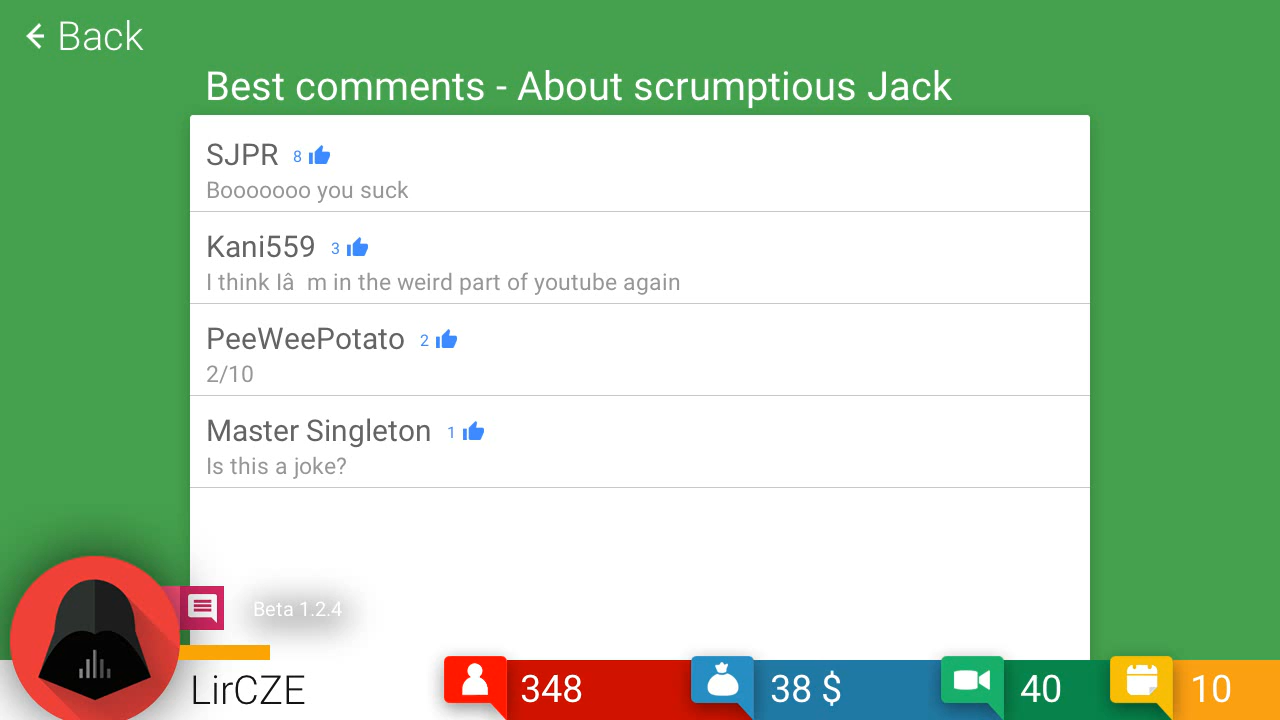 Back
Best comments - About scrumptious Jack
SJPR 8
Booooooo you suck
Kani559 3
I think Iâ m in the weird part of youtube again
PeeWeePotato 2
2/10
Master Singleton 1
Is this a joke?
Beta 1.2.4
LirCZE 348 38 $ 40 10